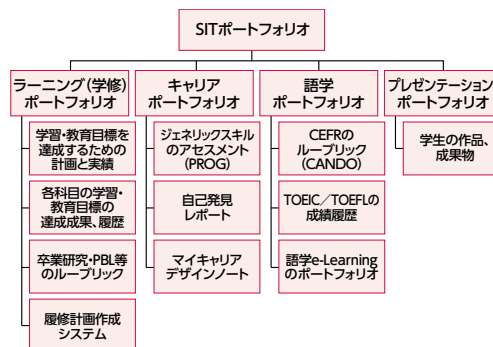 SITポートフォリオ
ラーニング(学修)
ポートフォリオ
学習・教育目標を
達成するための
計画と実績
各科目の学習・
教育目標の
達成成果、履歴
卒業研究・PBL等
のルーブリック
履修計画作成
システム
キャリア
ポートフォリオ
ジェネリックスキル
のアセスメント
(PROG)
自己発見
レポート
マイキャリア
デザインノート
語学
ポートフォリオ
CEFRの
ルーブリック
(CANDO)
TOEIC/TOEFLの
成績履歴
語学e-Learning
のポートフォリオ
プレゼンテーション
ポートフォリオ
学生の作品、
成果物